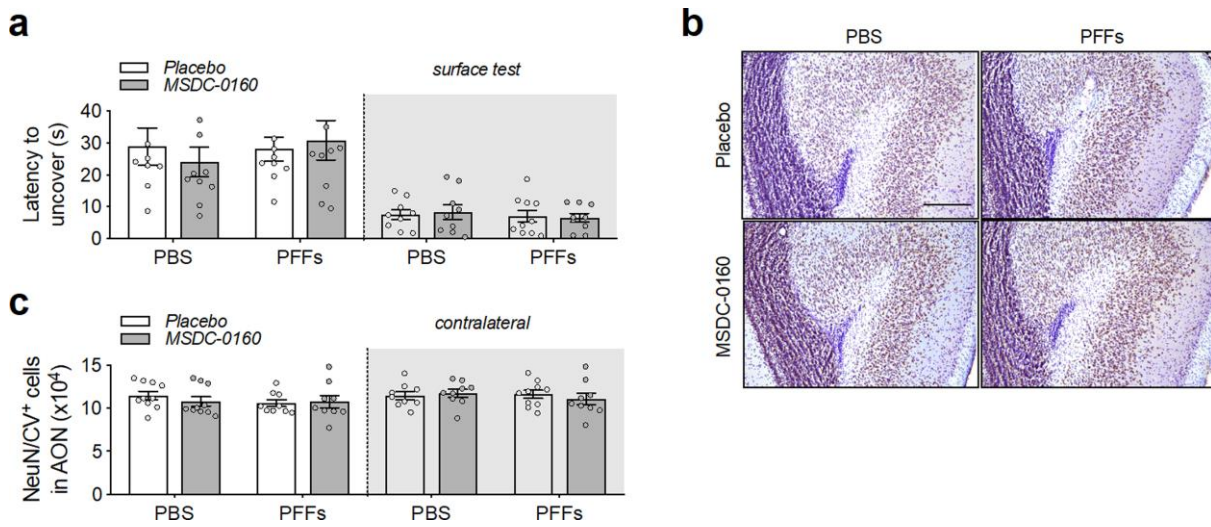 a
Placebo
MSDC-0160
surface test
Latency to
uncover (s)
40
30
20
10
0
PBS
PFFs
PBS
PFFs
b
PBS
PFFs
Placebo
MSDC-0160
c
Placebo
MSDC-0160
contralateral
NeuN/CV⁺ cells
in AON (x10⁴)
15
10
5
0
PBS
PFFs
PBS
PFFs